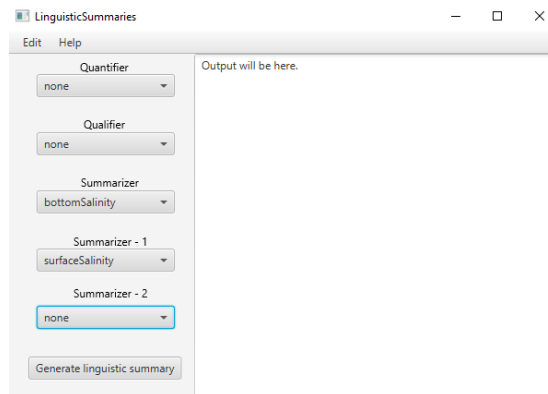 LinguisticSummaries
Edit Help
Quantifier
none
Qualifier
none
Summarizer
bottomSalinity
Summarizer - 1
surfaceSalinity
Summarizer - 2
none
Generate linguistic summary
Output will be here.